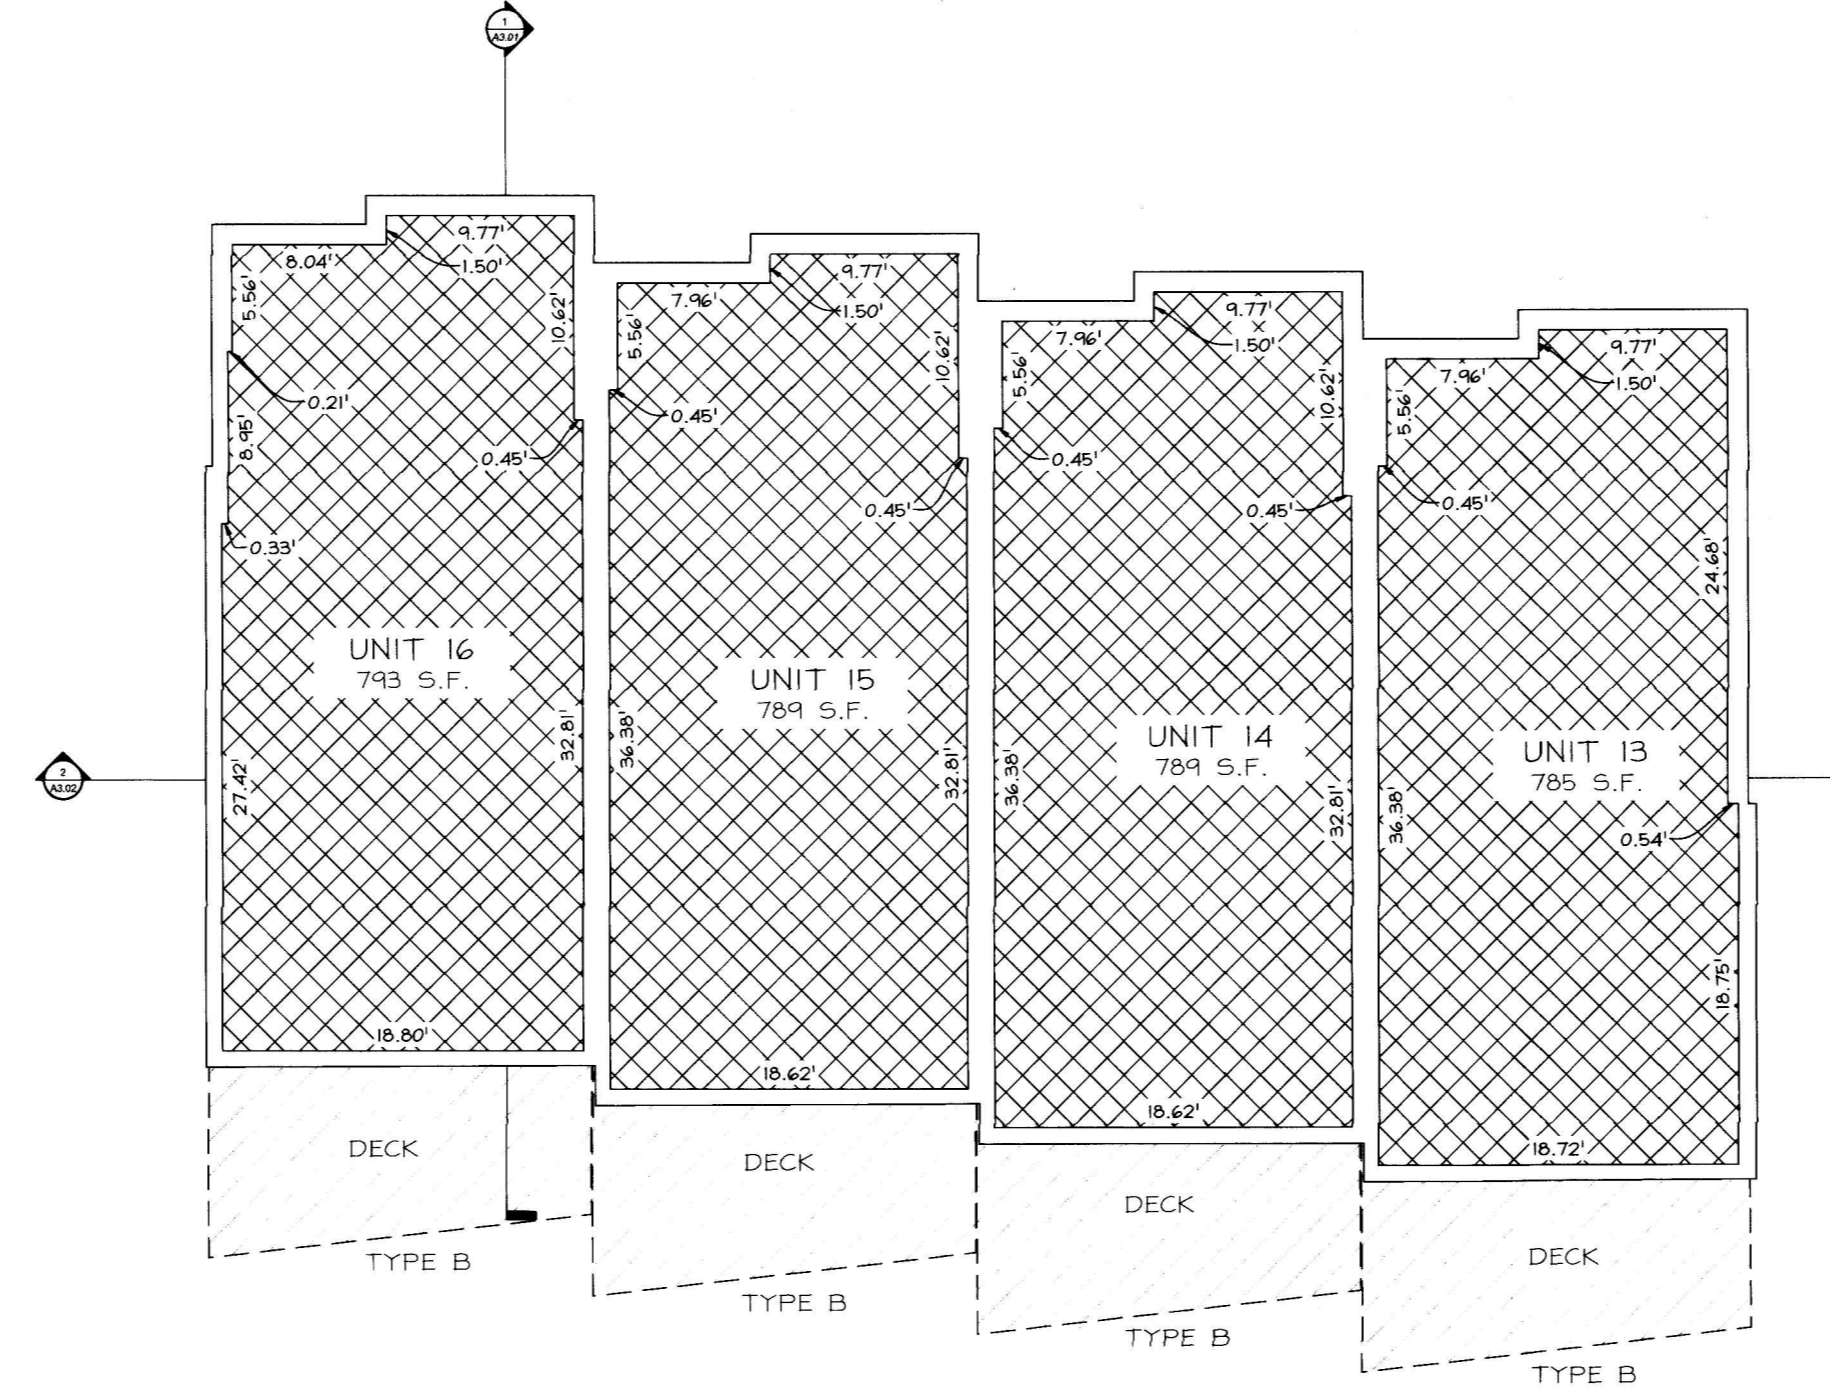 1
A3.01
9.77'
8.04'
1.50'
5.56'
10.62'
0.21'
8.95'
0.45'
0.33'
UNIT 16
793 S.F.
32.81'
27.42'
18.80'
DECK
TYPE B
9.77'
7.96'
1.50'
5.56'
10.62'
0.45'
0.45'
UNIT 15
789 S.F.
36.38'
32.81'
18.62'
DECK
TYPE B
9.77'
7.96'
1.50'
5.56'
10.62'
0.45'
0.45'
UNIT 14
789 S.F.
36.38'
32.81'
18.62'
DECK
TYPE B
9.77'
7.96'
1.50'
5.56'
0.45'
24.68'
UNIT 13
785 S.F.
36.38'
0.54'
18.75'
18.72'
DECK
TYPE B
2
A3.02